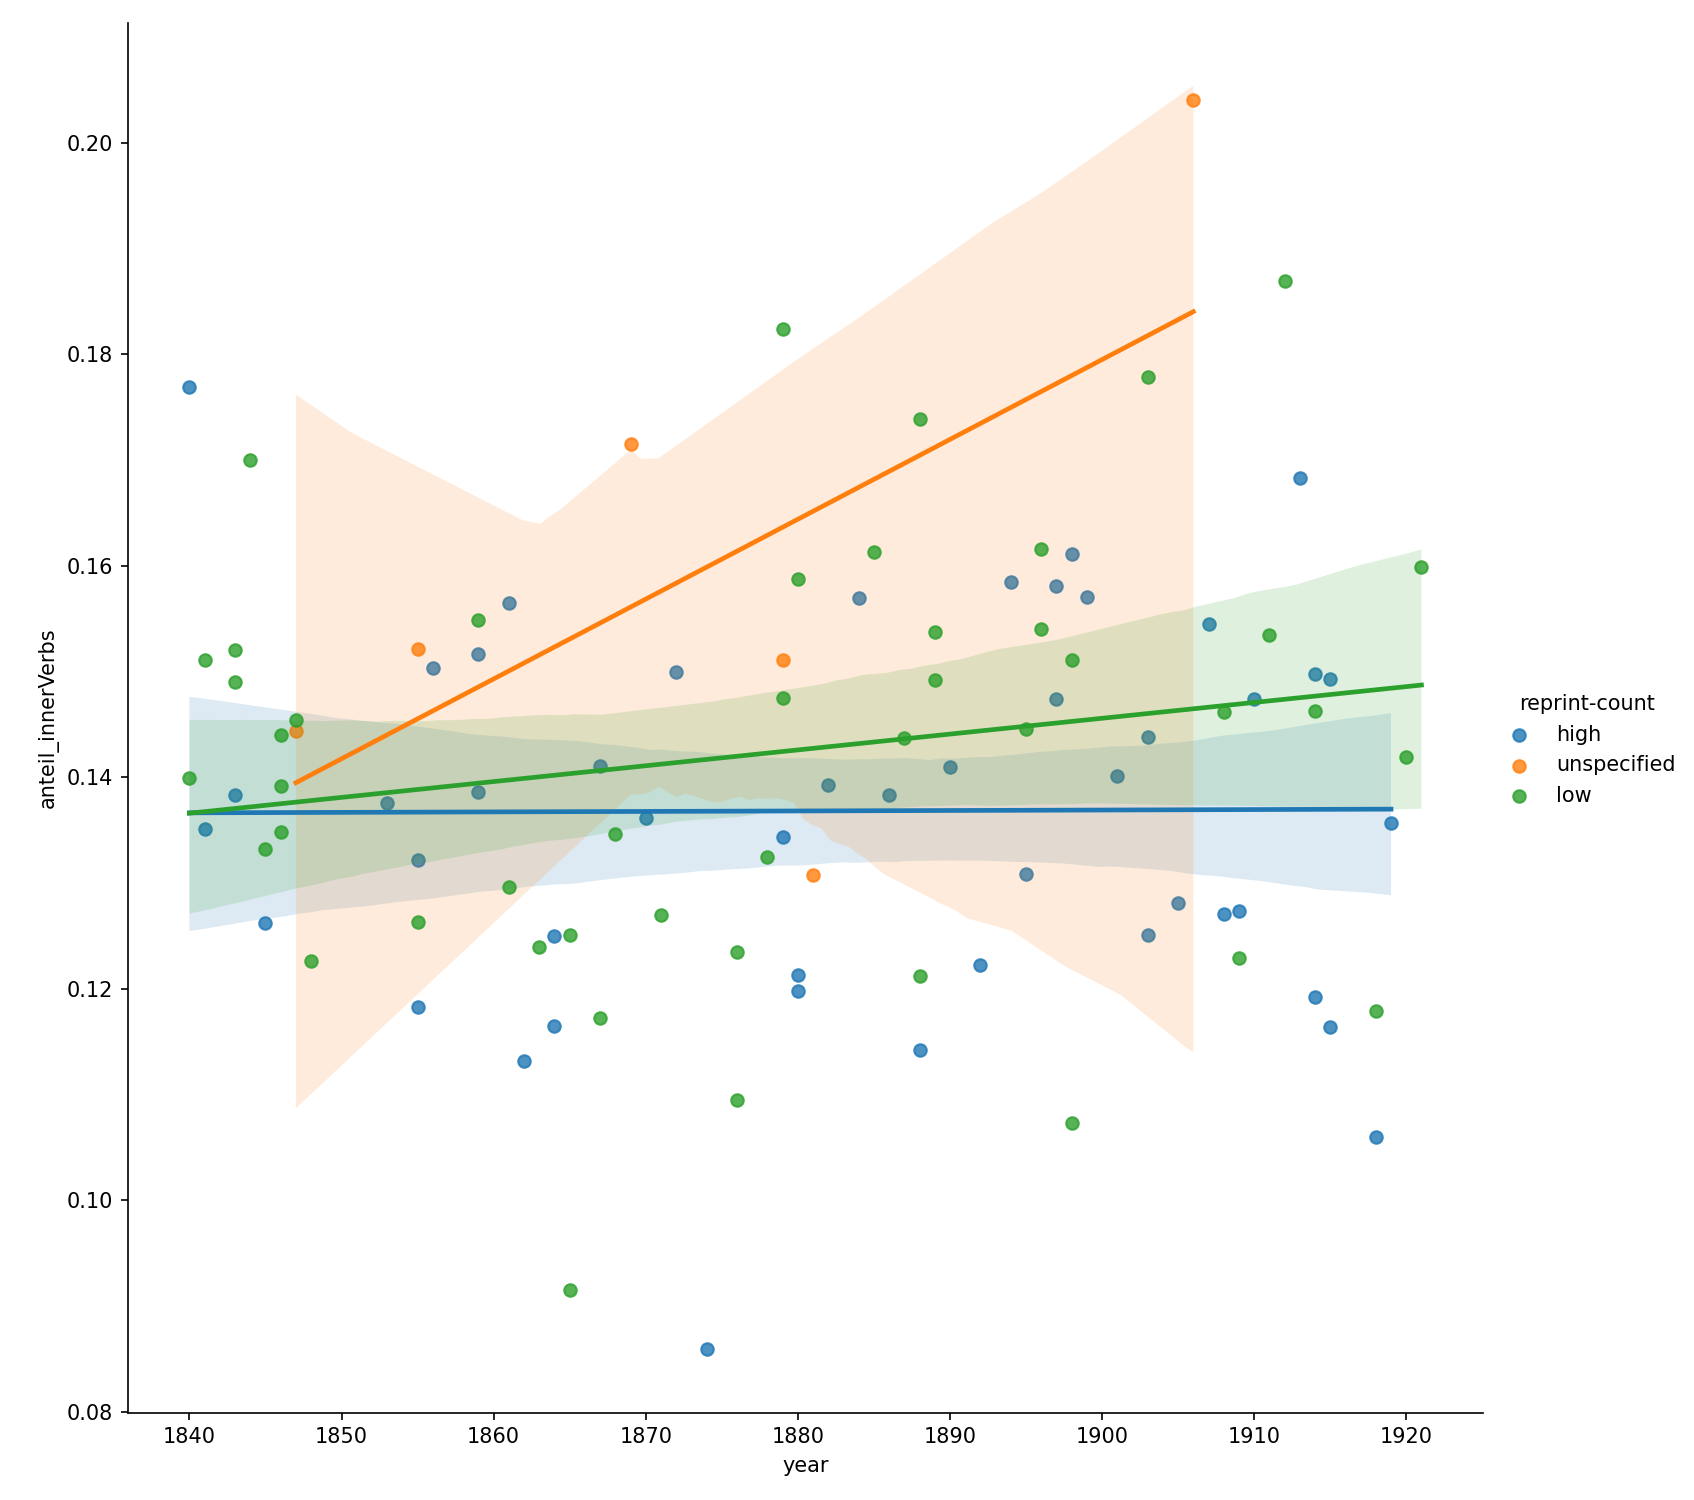 0.20
0.18
0.16
0.14
0.12
0.10
0.08
anteil_innerVerbs
1840 1850 1860 1870 1880 1890 1900 1910 1920
year
reprint-count
high
unspecified
low